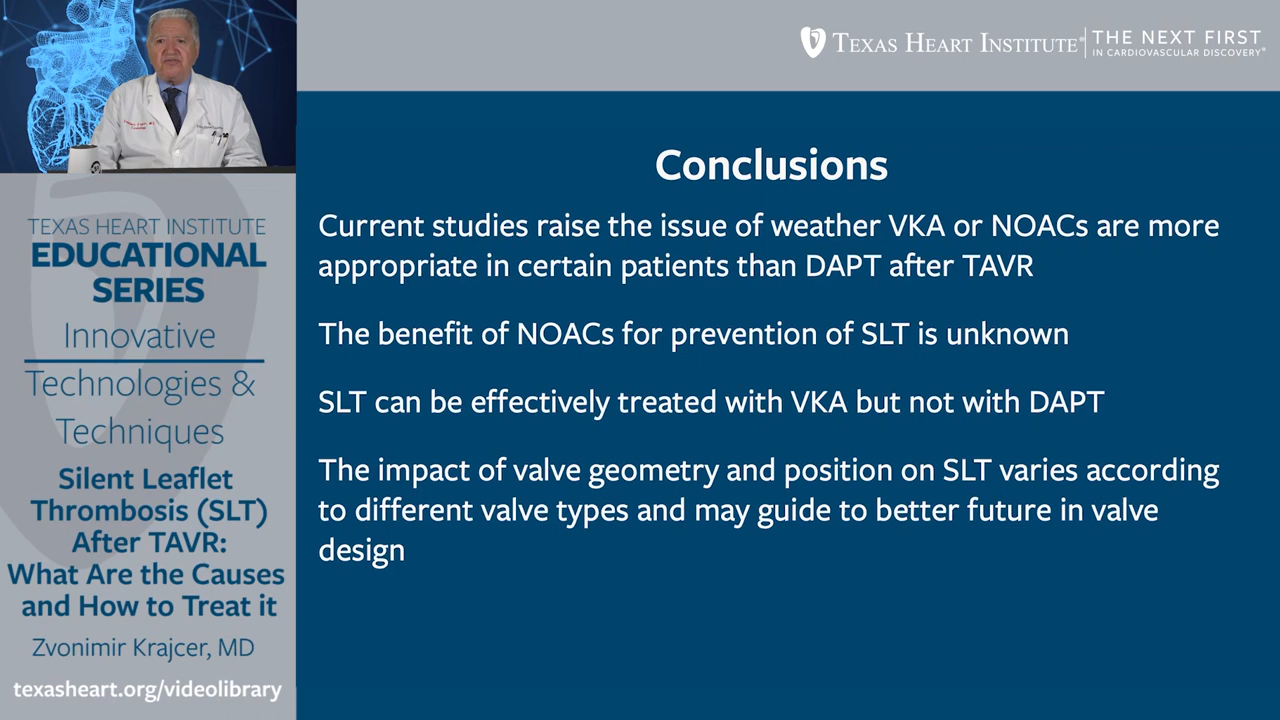 TEXAS HEART INSTITUTE®
THE NEXT FIRST
IN CARDIOVASCULAR DISCOVERY®
TEXAS HEART INSTITUTE
EDUCATIONAL
SERIES
Innovative
Technologies &
Techniques
Silent Leaflet
Thrombosis (SLT)
After TAVR:
What Are the Causes
and How to Treat it
Zvonimir Krajcer, MD
texasheart.org/videolibrary
Conclusions
Current studies raise the issue of weather VKA or NOACs are more
appropriate in certain patients than DAPT after TAVR
The benefit of NOACs for prevention of SLT is unknown
SLT can be effectively treated with VKA but not with DAPT
The impact of valve geometry and position on SLT varies according
to different valve types and may guide to better future in valve
design